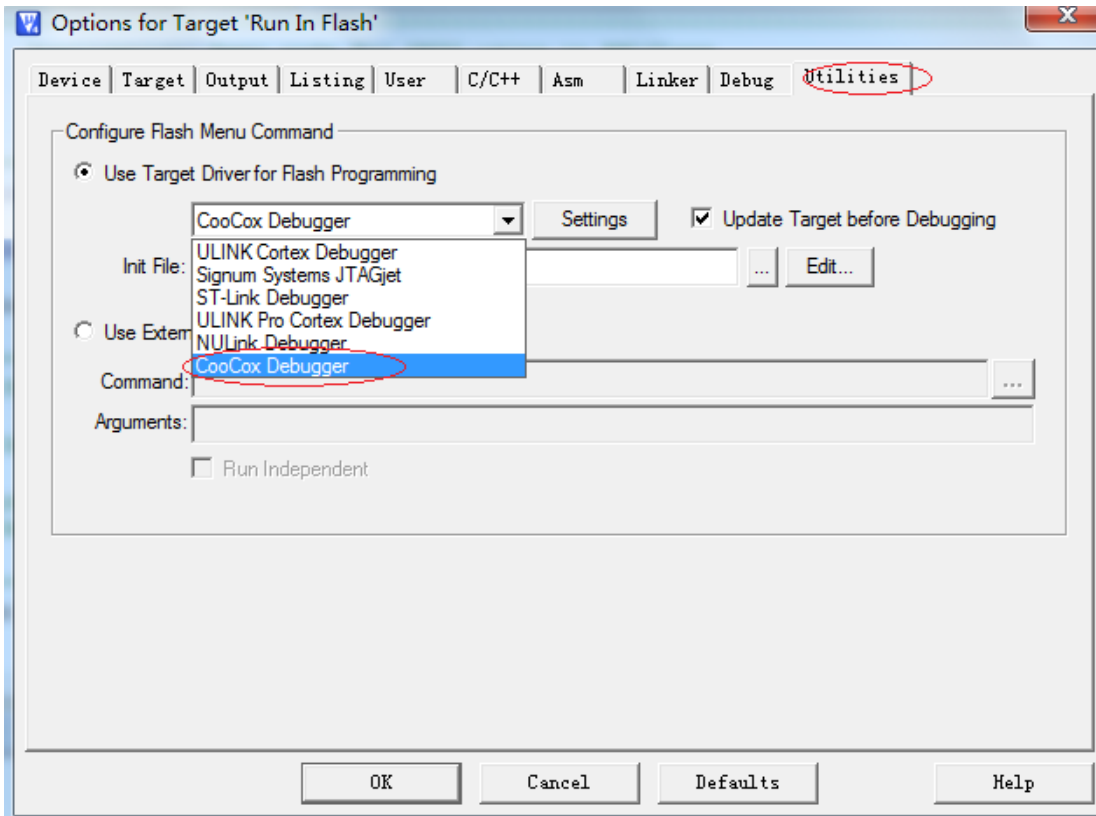 Options for Target 'Run In Flash'
Device Target Output Listing User C/C++ Asm Linker Debug Utilities
Configure Flash Menu Command
Use Target Driver for Flash Programming
CooCox Debugger Settings Update Target before Debugging
ULINK Cortex Debugger
Init File: Signum Systems JTAGjet ... Edit...
ST-Link Debugger
ULINK Pro Cortex Debugger
Use Extern
NULink Debugger
CooCox Debugger
Command: ...
Arguments:
Run Independent
OK Cancel Defaults Help